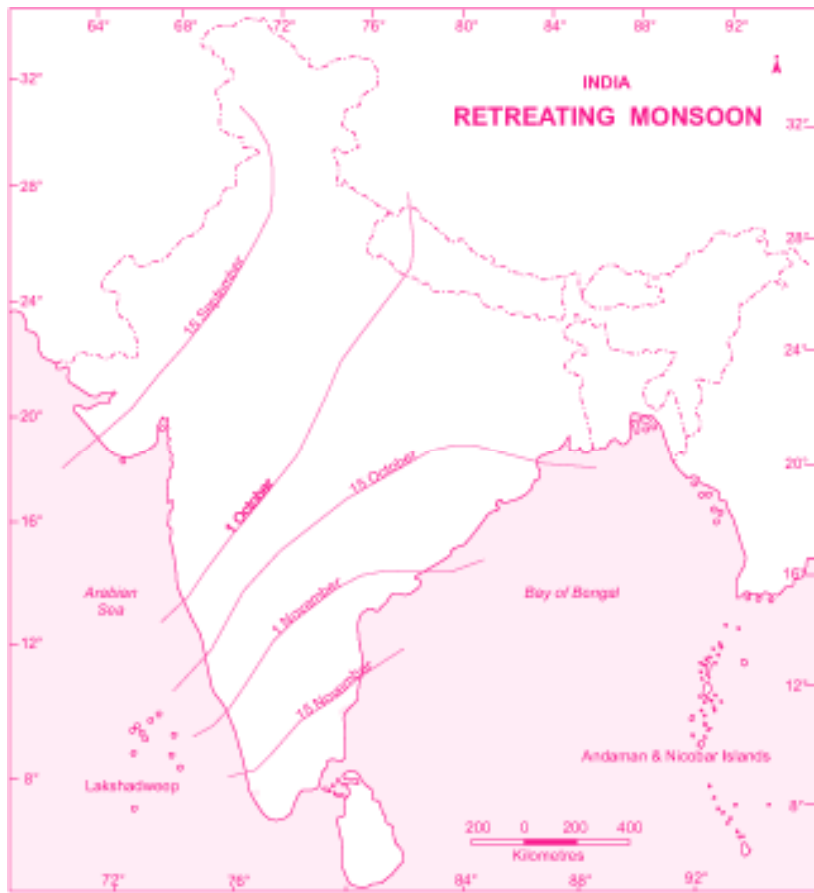 64° 68° 72° 76° 84° 88° 92°
INDIA
RETREATING MONSOON
32° 32°
28° 28°
24° 24°
20° 20°
16° 16°
12° 12°
8° 8°
15 September
1 October
15 October
1 November
15 November
Arabian
Sea
Bay of Bengal
Lakshadweep
Andaman & Nicobar Islands
200 0 200 400
Kilometres
72° 76° 84° 88° 92°